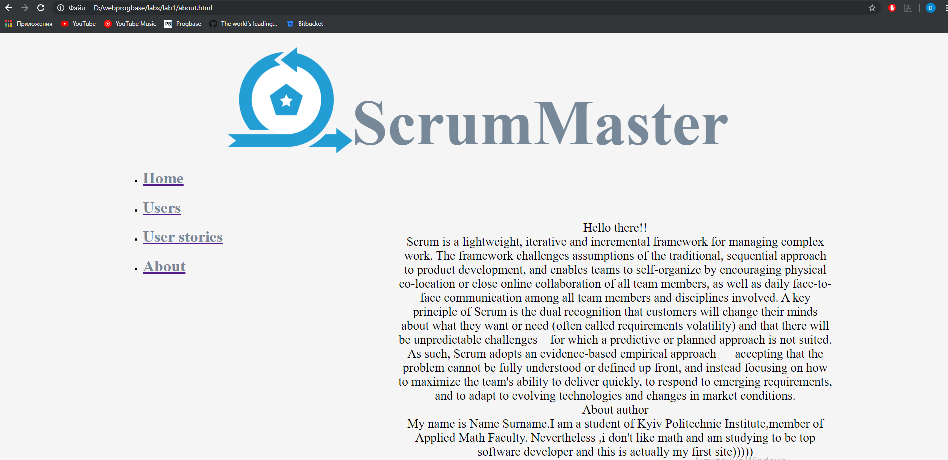 Файл D:/webprogbase/labs/lab1/about.html
Приложения YouTube YouTube Music Progbase The world's leading... Bitbucket
ScrumMaster
Home
Users
User stories
About
Hello there!!
Scrum is a lightweight, iterative and incremental framework for managing complex
work. The framework challenges assumptions of the traditional, sequential approach
to product development, and enables teams to self-organize by encouraging physical
co-location or close online collaboration of all team members, as well as daily face-to-
face communication among all team members and disciplines involved. A key
principle of Scrum is the dual recognition that customers will change their minds
about what they want or need (often called requirements volatility) and that there will
be unpredictable challenges for which a predictive or planned approach is not suited.
As such, Scrum adopts an evidence-based empirical approach accepting that the
problem cannot be fully understood or defined up front, and instead focusing on how
to maximize the team's ability to deliver quickly, to respond to emerging requirements,
and to adapt to evolving technologies and changes in market conditions.
About author
My name is Name Surname.I am a student of Kyiv Politechnic Institute,member of
Applied Math Faculty. Nevertheless ,i don't like math and am studying to be top
software developer and this is actually my first site)))))